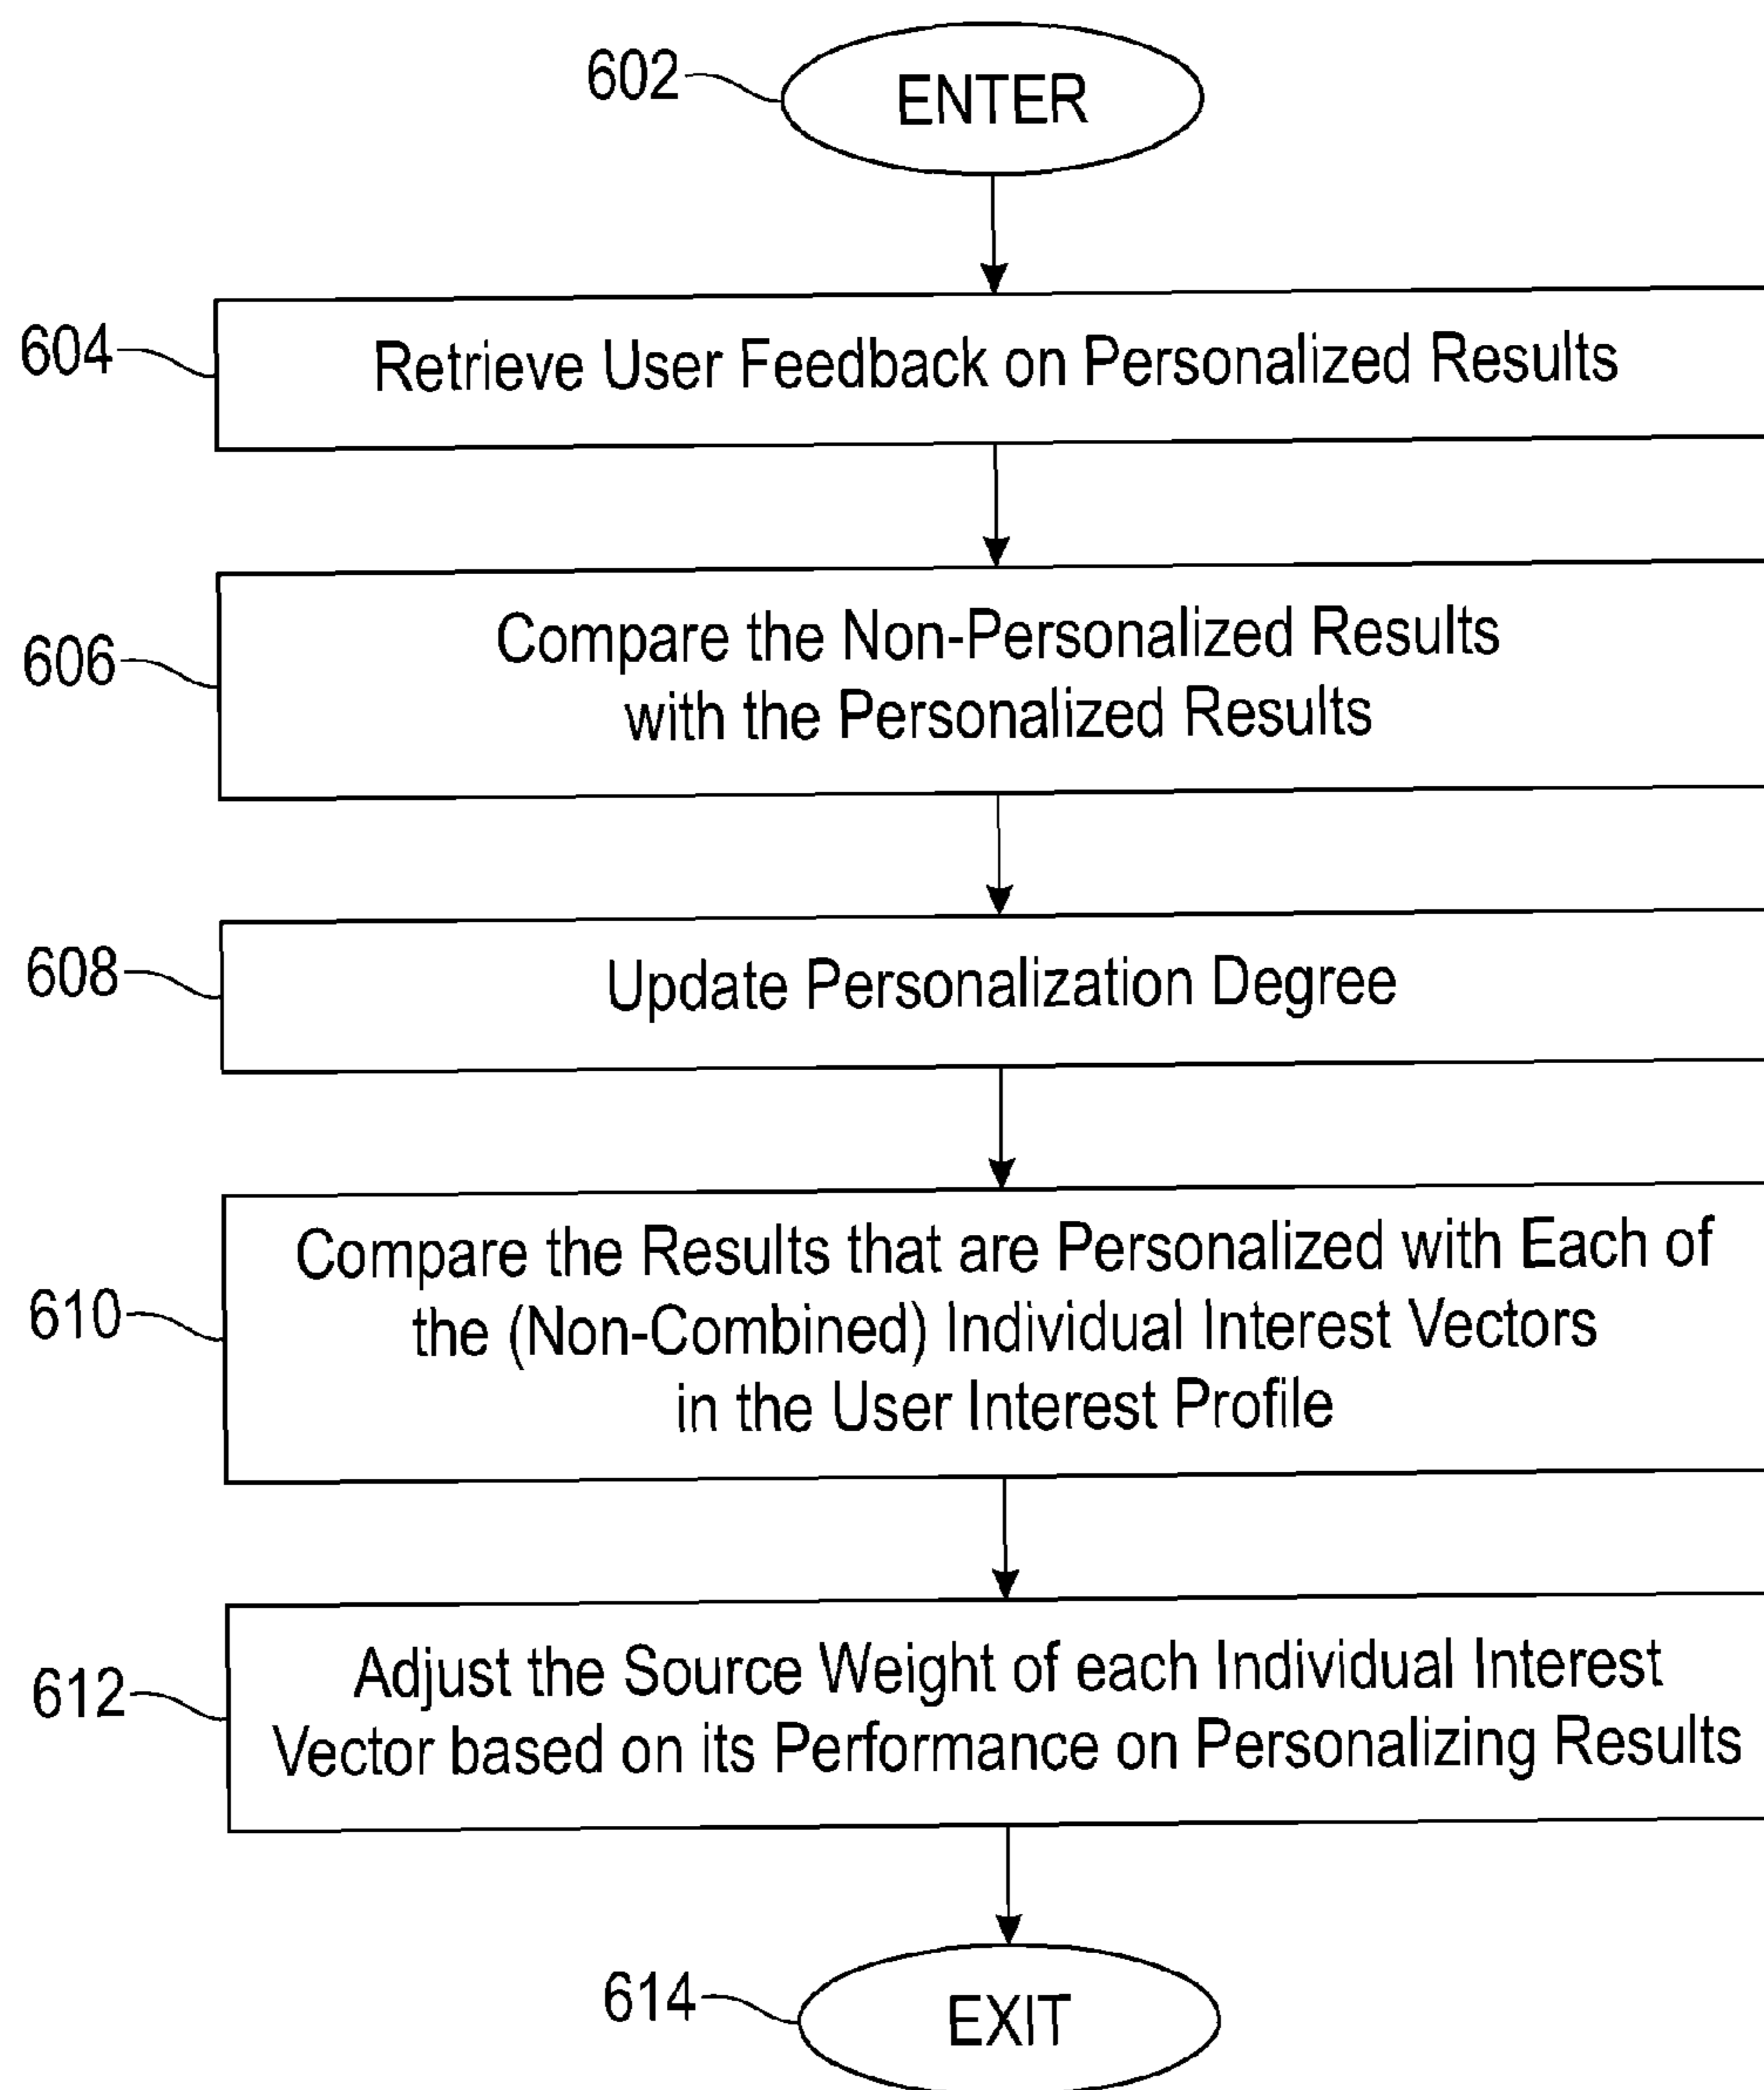 602
ENTER
604
Retrieve User Feedback on Personalized Results
606
Compare the Non-Personalized Results
with the Personalized Results
608
Update Personalization Degree
610
Compare the Results that are Personalized with Each of
the (Non-Combined) Individual Interest Vectors
in the User Interest Profile
612
Adjust the Source Weight of each Individual Interest
Vector based on its Performance on Personalizing Results
614
EXIT